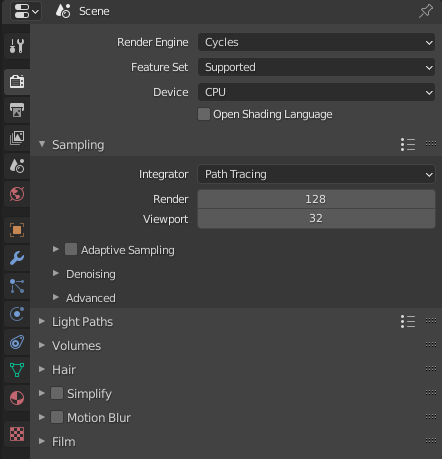 Scene
Render Engine Cycles
Feature Set Supported
Device CPU
Open Shading Language
Sampling
Integrator Path Tracing
Render 128
Viewport 32
Adaptive Sampling
Denoising
Advanced
Light Paths
Volumes
Hair
Simplify
Motion Blur
Film